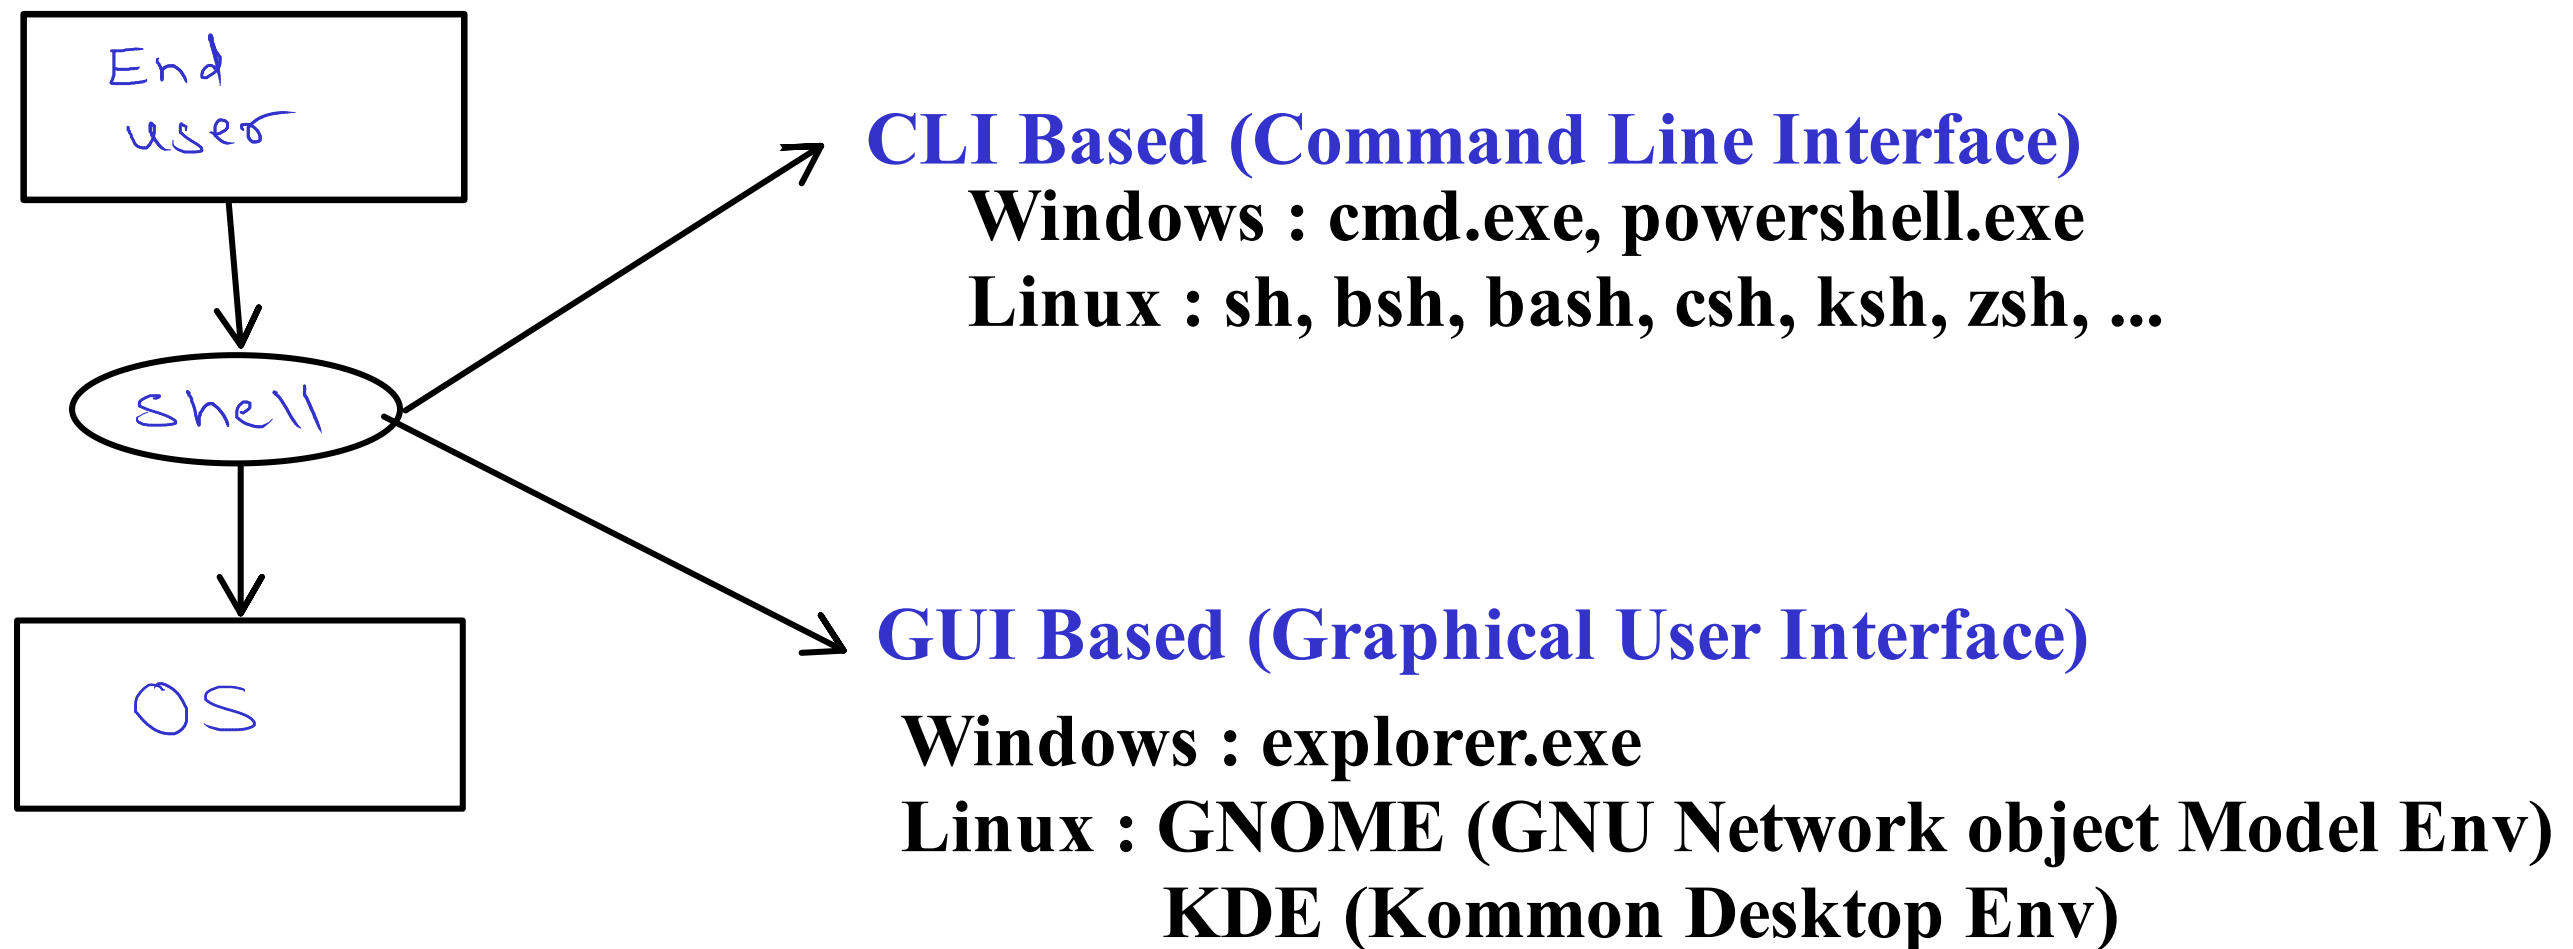 End
user
CLI Based (Command Line Interface)
Windows : cmd.exe, powershell.exe
Linux : sh, bsh, bash, csh, ksh, zsh, ...
shell
GUI Based (Graphical User Interface)
OS
Windows : explorer.exe
Linux : GNOME (GNU Network object Model Env)
KDE (Kommon Desktop Env)